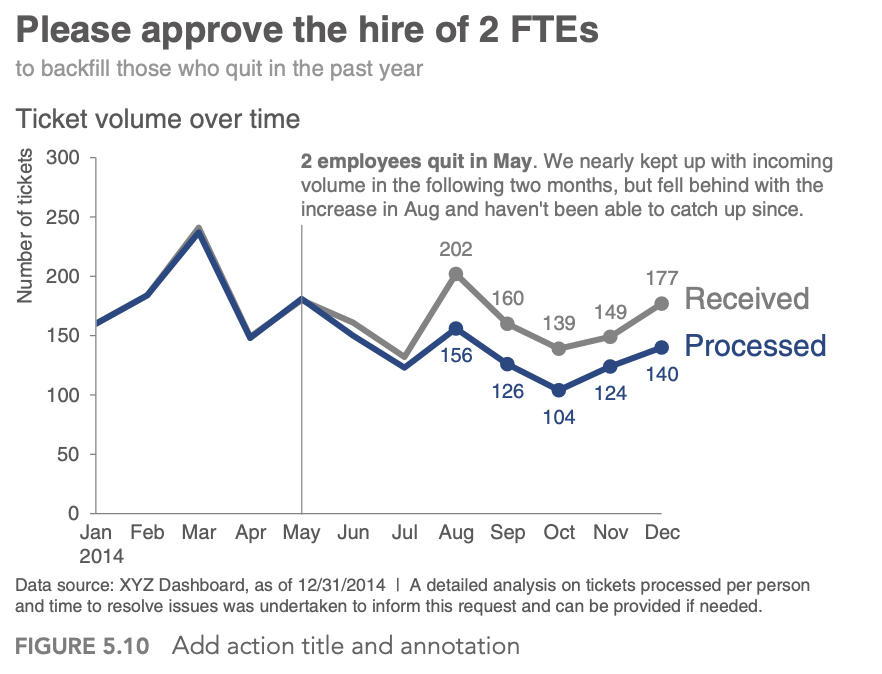 Please approve the hire of 2 FTEs
to backfill those who quit in the past year
Ticket volume over time
Number of tickets
300
250
200
150
100
50
0
2 employees quit in May. We nearly kept up with incoming
volume in the following two months, but fell behind with the
increase in Aug and haven't been able to catch up since.
202
160
139
149
177
Received
156
126
104
124
140
Processed
Jan Feb Mar Apr May Jun Jul Aug Sep Oct Nov Dec
2014
Data source: XYZ Dashboard, as of 12/31/2014 | A detailed analysis on tickets processed per person
and time to resolve issues was undertaken to inform this request and can be provided if needed.
FIGURE 5.10 Add action title and annotation